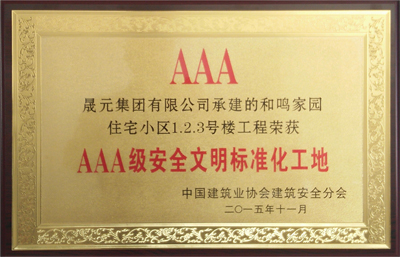 AAA
晟元集团有限公司承建的和鸣家园
住宅小区1.2.3号楼工程荣获
AAA级安全文明标准化工地
中国建筑业协会建筑安全分会
二〇一五年十一月